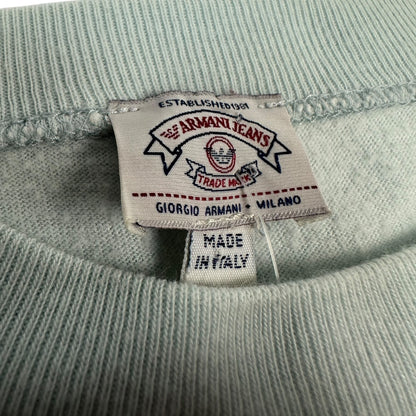 ESTABLISHED 1981
ARMANI JEANS
TRADE MARK
GIORGIO ARMANI • MILANO
MADE
IN ITALY